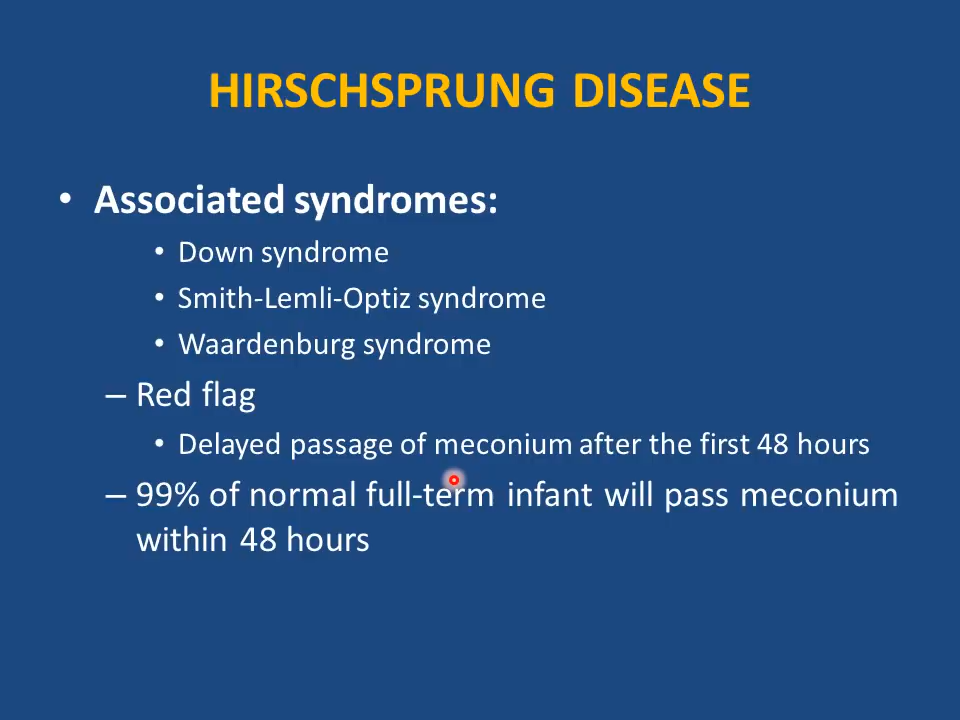 HIRSCHSPRUNG DISEASE
• Associated syndromes:
• Down syndrome
• Smith-Lemli-Optiz syndrome
• Waardenburg syndrome
– Red flag
• Delayed passage of meconium after the first 48 hours
– 99% of normal full-term infant will pass meconium
within 48 hours